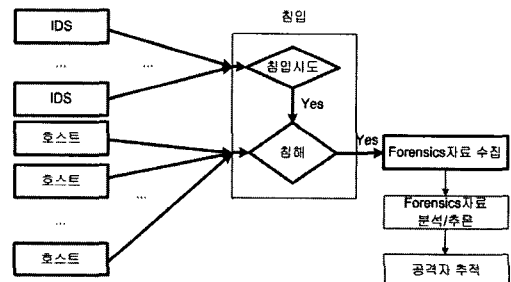 침입
IDS
...
...
IDS
침입시도
Yes
호스트
호스트
...
...
호스트
침해
Yes
Forensics자료 수집
Forensics자료
분석/추론
공격자 추적